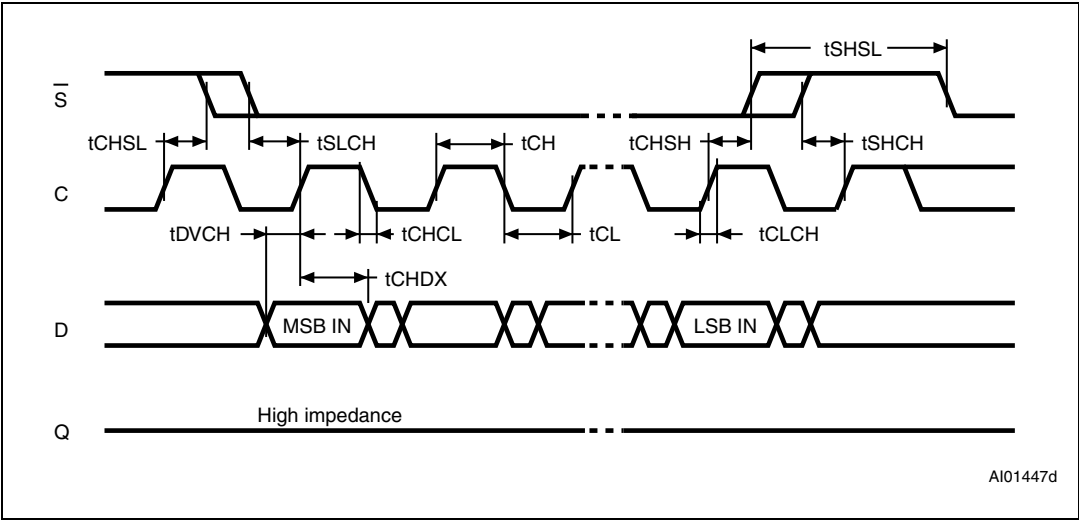 tSHSL
S
tCHSL
tSLCH
tCH
tCHSH
tSHCH
C
tDVCH
tCHCL
tCL
tCLCH
tCHDX
D
MSB IN
LSB IN
High impedance
Q
AI01447d